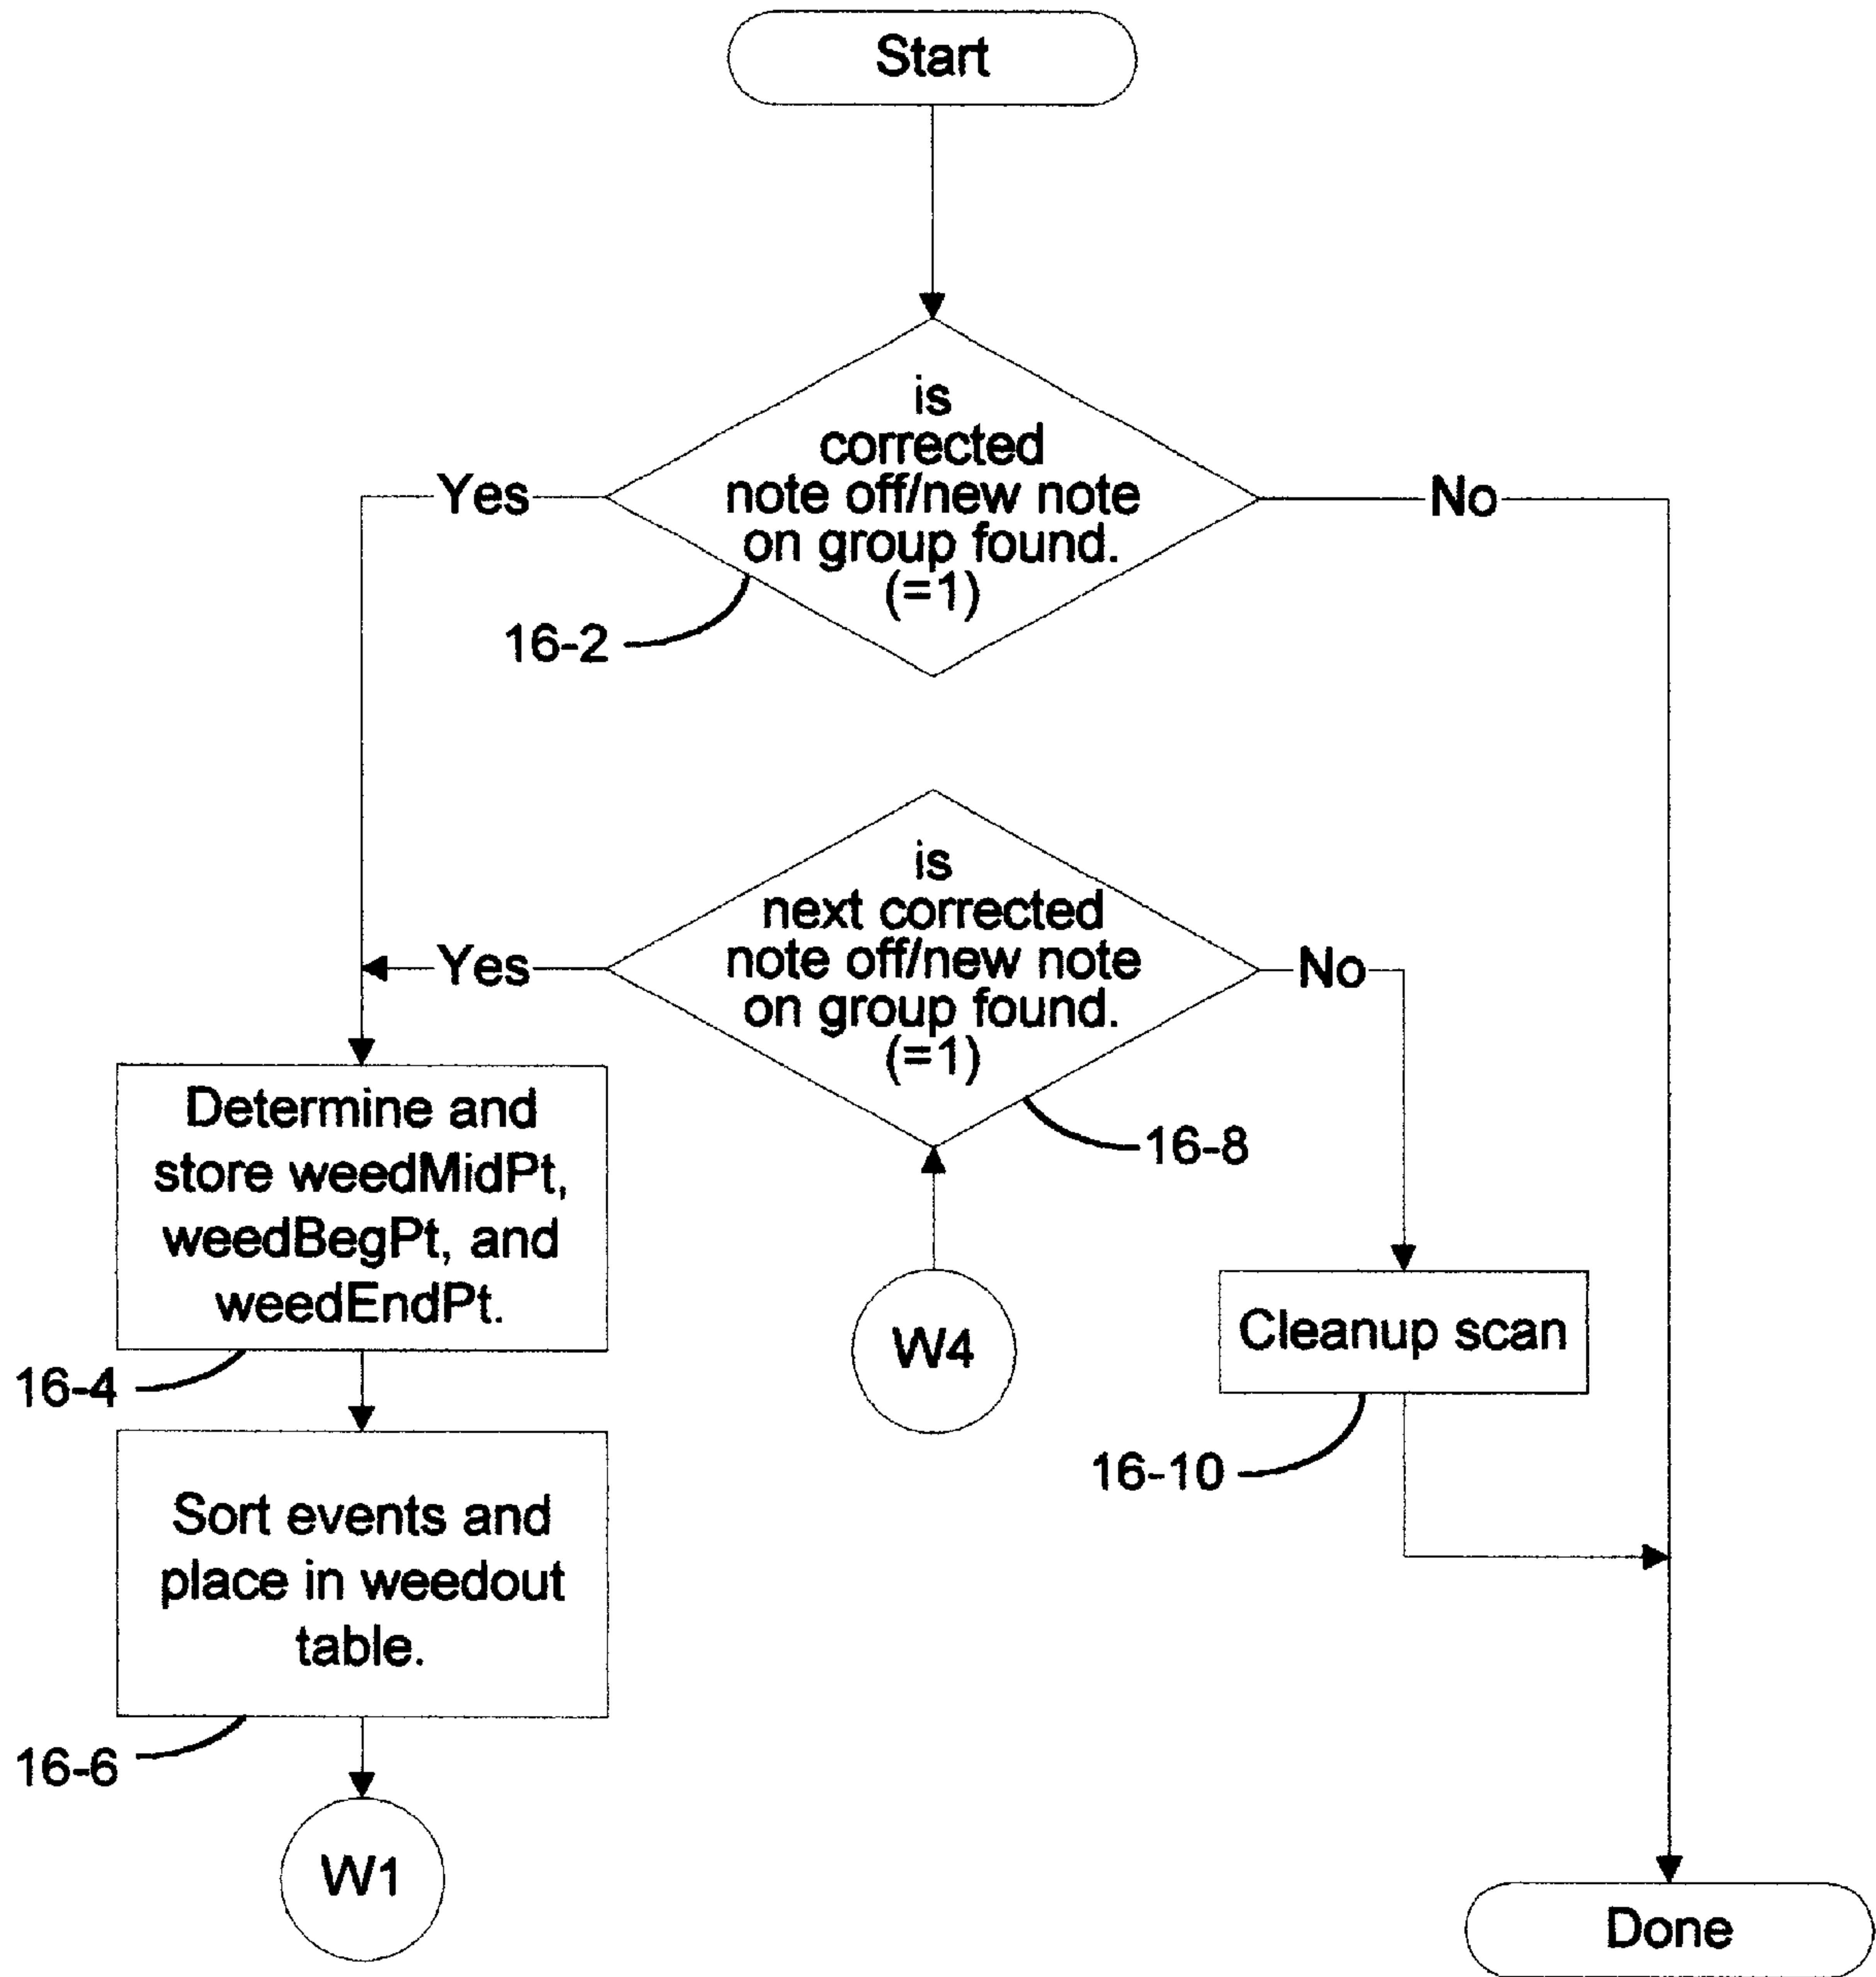 Start
is
corrected
note off/new note
on group found.
(=1)
Yes
No
16-2
is
next corrected
note off/new note
on group found.
(=1)
Yes
No
16-8
Determine and
store weedMidPt,
weedBegPt, and
weedEndPt.
16-4
W4
Cleanup scan
16-10
Sort events and
place in weedout
table.
16-6
W1
Done